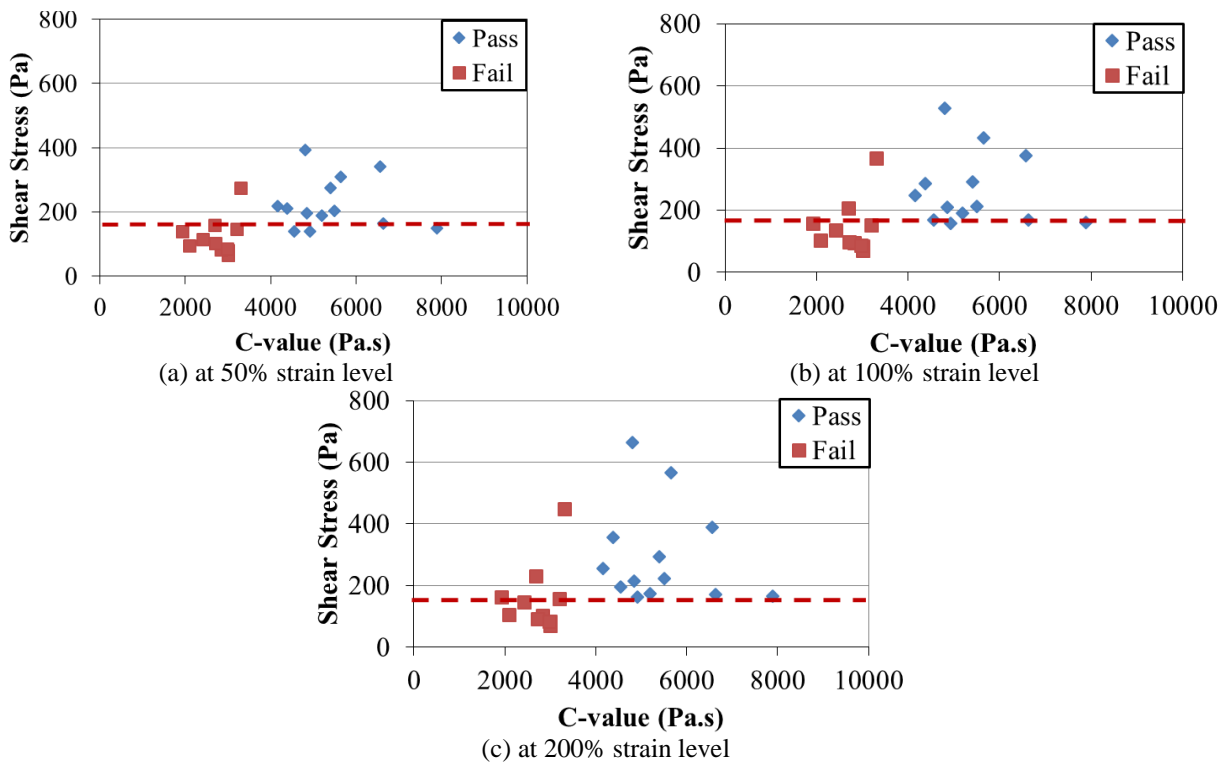 800
600
400
200
0
Shear Stress (Pa)
Pass
Fail
0 2000 4000 6000 8000 10000
C-value (Pa.s)
(a) at 50% strain level
800
600
400
200
0
Shear Stress (Pa)
Pass
Fail
0 2000 4000 6000 8000 10000
C-value (Pa.s)
(b) at 100% strain level
800
600
400
200
0
Shear Stress (Pa)
Pass
Fail
0 2000 4000 6000 8000 10000
C-value (Pa.s)
(c) at 200% strain level